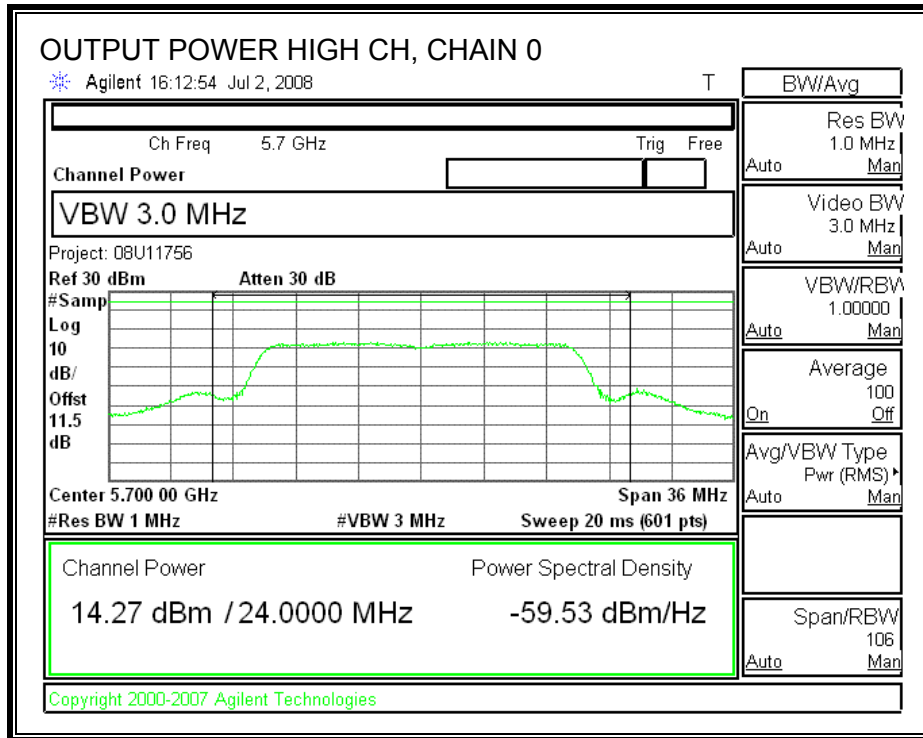 OUTPUT POWER HIGH CH, CHAIN 0
Agilent 16:12:54 Jul 2, 2008 T
BW/Avg
Ch Freq 5.7 GHz Trig Free
Channel Power
VBW 3.0 MHz
Project: 08U11756
Ref 30 dBm Atten 30 dB
#Samp
Log
10
dB/
Offst
11.5
dB
Center 5.700 00 GHz Span 36 MHz
#Res BW 1 MHz #VBW 3 MHz Sweep 20 ms (601 pts)
Channel Power Power Spectral Density
14.27 dBm / 24.0000 MHz -59.53 dBm/Hz
Res BW
1.0 MHz
Auto Man
Video BW
3.0 MHz
Auto Man
VBW/RBW
1.00000
Auto Man
Average
100
On Off
Avg/VBW Type
Pwr (RMS)
Auto Man
Span/RBW
106
Auto Man
Copyright 2000-2007 Agilent Technologies